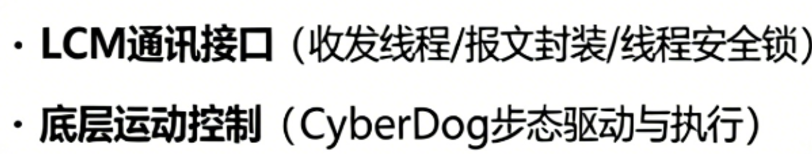 · LCM通讯接口（收发线程/报文封装/线程安全锁）
· 底层运动控制（CyberDog步态驱动与执行）